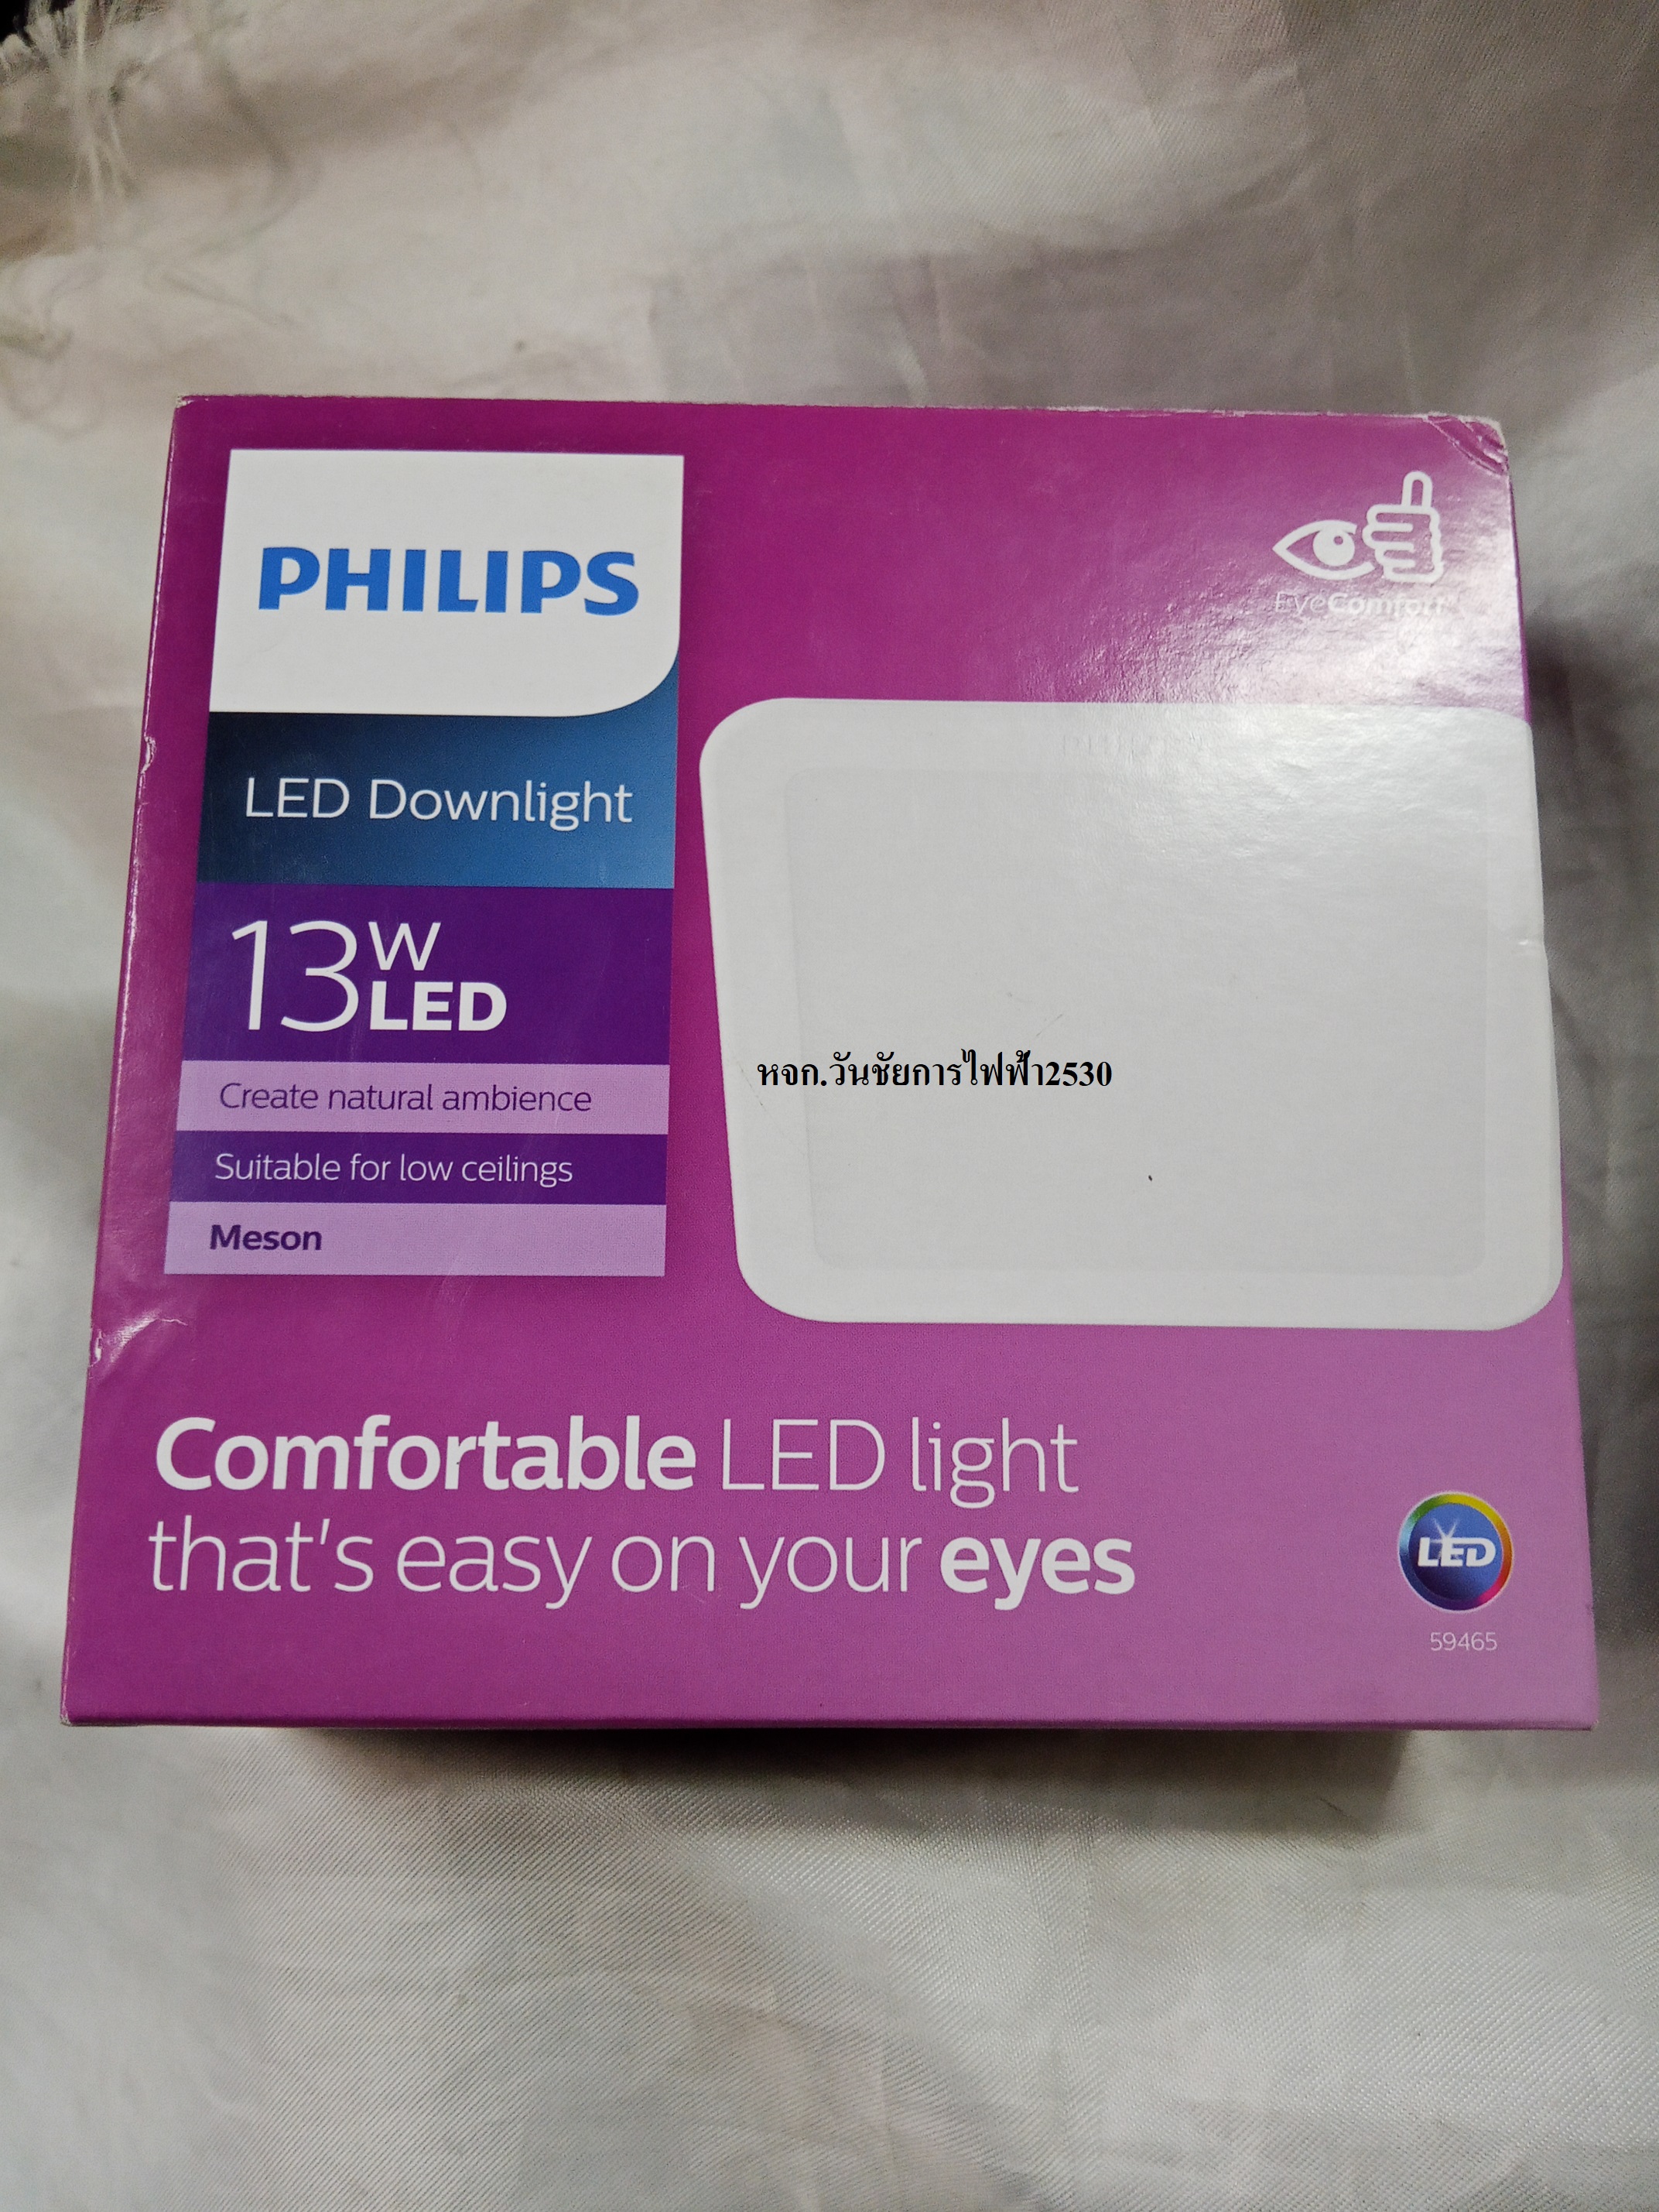 PHILIPS
EyeComfort
LED Downlight
13W
LED
Create natural ambience
Suitable for low ceilings
Meson
หจก.วันชัยการไฟฟ้า2530
Comfortable LED light
that's easy on your eyes
LED
59465